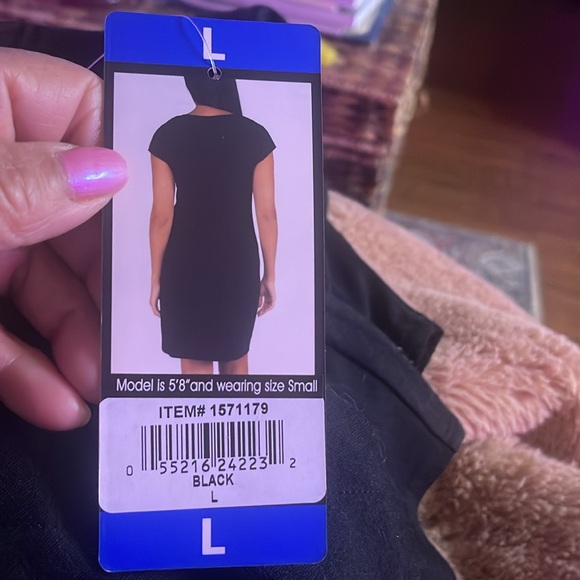 L
Model is 5'8"and wearing size Small
ITEM# 1571179
0 55216 24223 2
BLACK
L
L